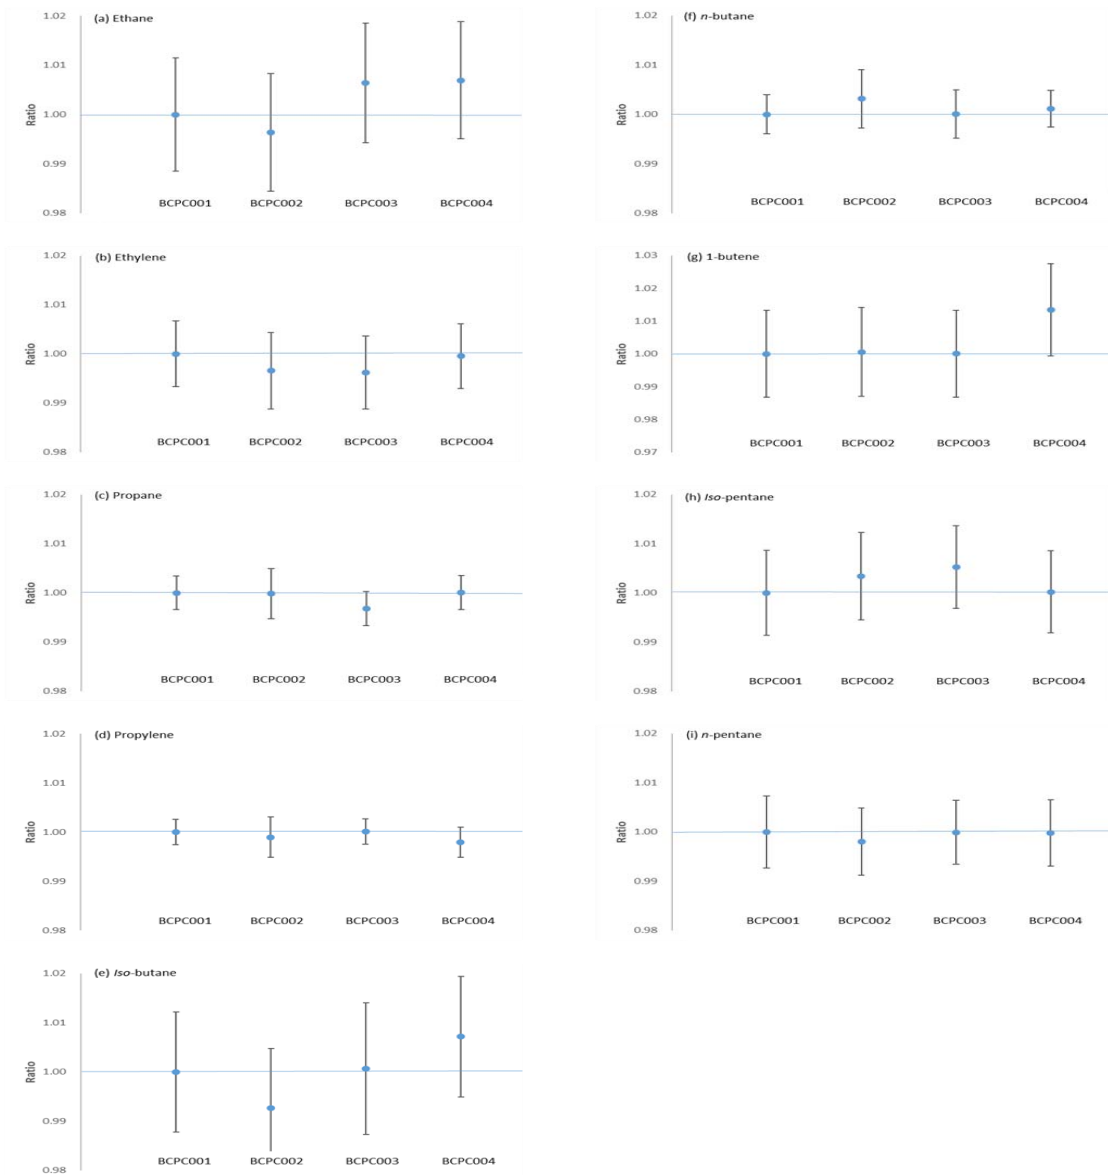 (a) Ethane
1.02
1.01
1.00
0.99
0.98
Ratio
BCPC001 BCPC002 BCPC003 BCPC004
(b) Ethylene
1.02
1.01
1.00
0.99
0.98
Ratio
BCPC001 BCPC002 BCPC003 BCPC004
(c) Propane
1.02
1.01
1.00
0.99
0.98
Ratio
BCPC001 BCPC002 BCPC003 BCPC004
(d) Propylene
1.02
1.01
1.00
0.99
0.98
Ratio
BCPC001 BCPC002 BCPC003 BCPC004
(e) Iso-butane
1.02
1.01
1.00
0.99
0.98
Ratio
BCPC001 BCPC002 BCPC003 BCPC004
(f) n-butane
1.02
1.01
1.00
0.99
0.98
Ratio
BCPC001 BCPC002 BCPC003 BCPC004
(g) 1-butene
1.03
1.02
1.01
1.00
0.99
0.98
0.97
Ratio
BCPC001 BCPC002 BCPC003 BCPC004
(h) Iso-pentane
1.02
1.01
1.00
0.99
0.98
Ratio
BCPC001 BCPC002 BCPC003 BCPC004
(i) n-pentane
1.02
1.01
1.00
0.99
0.98
Ratio
BCPC001 BCPC002 BCPC003 BCPC004